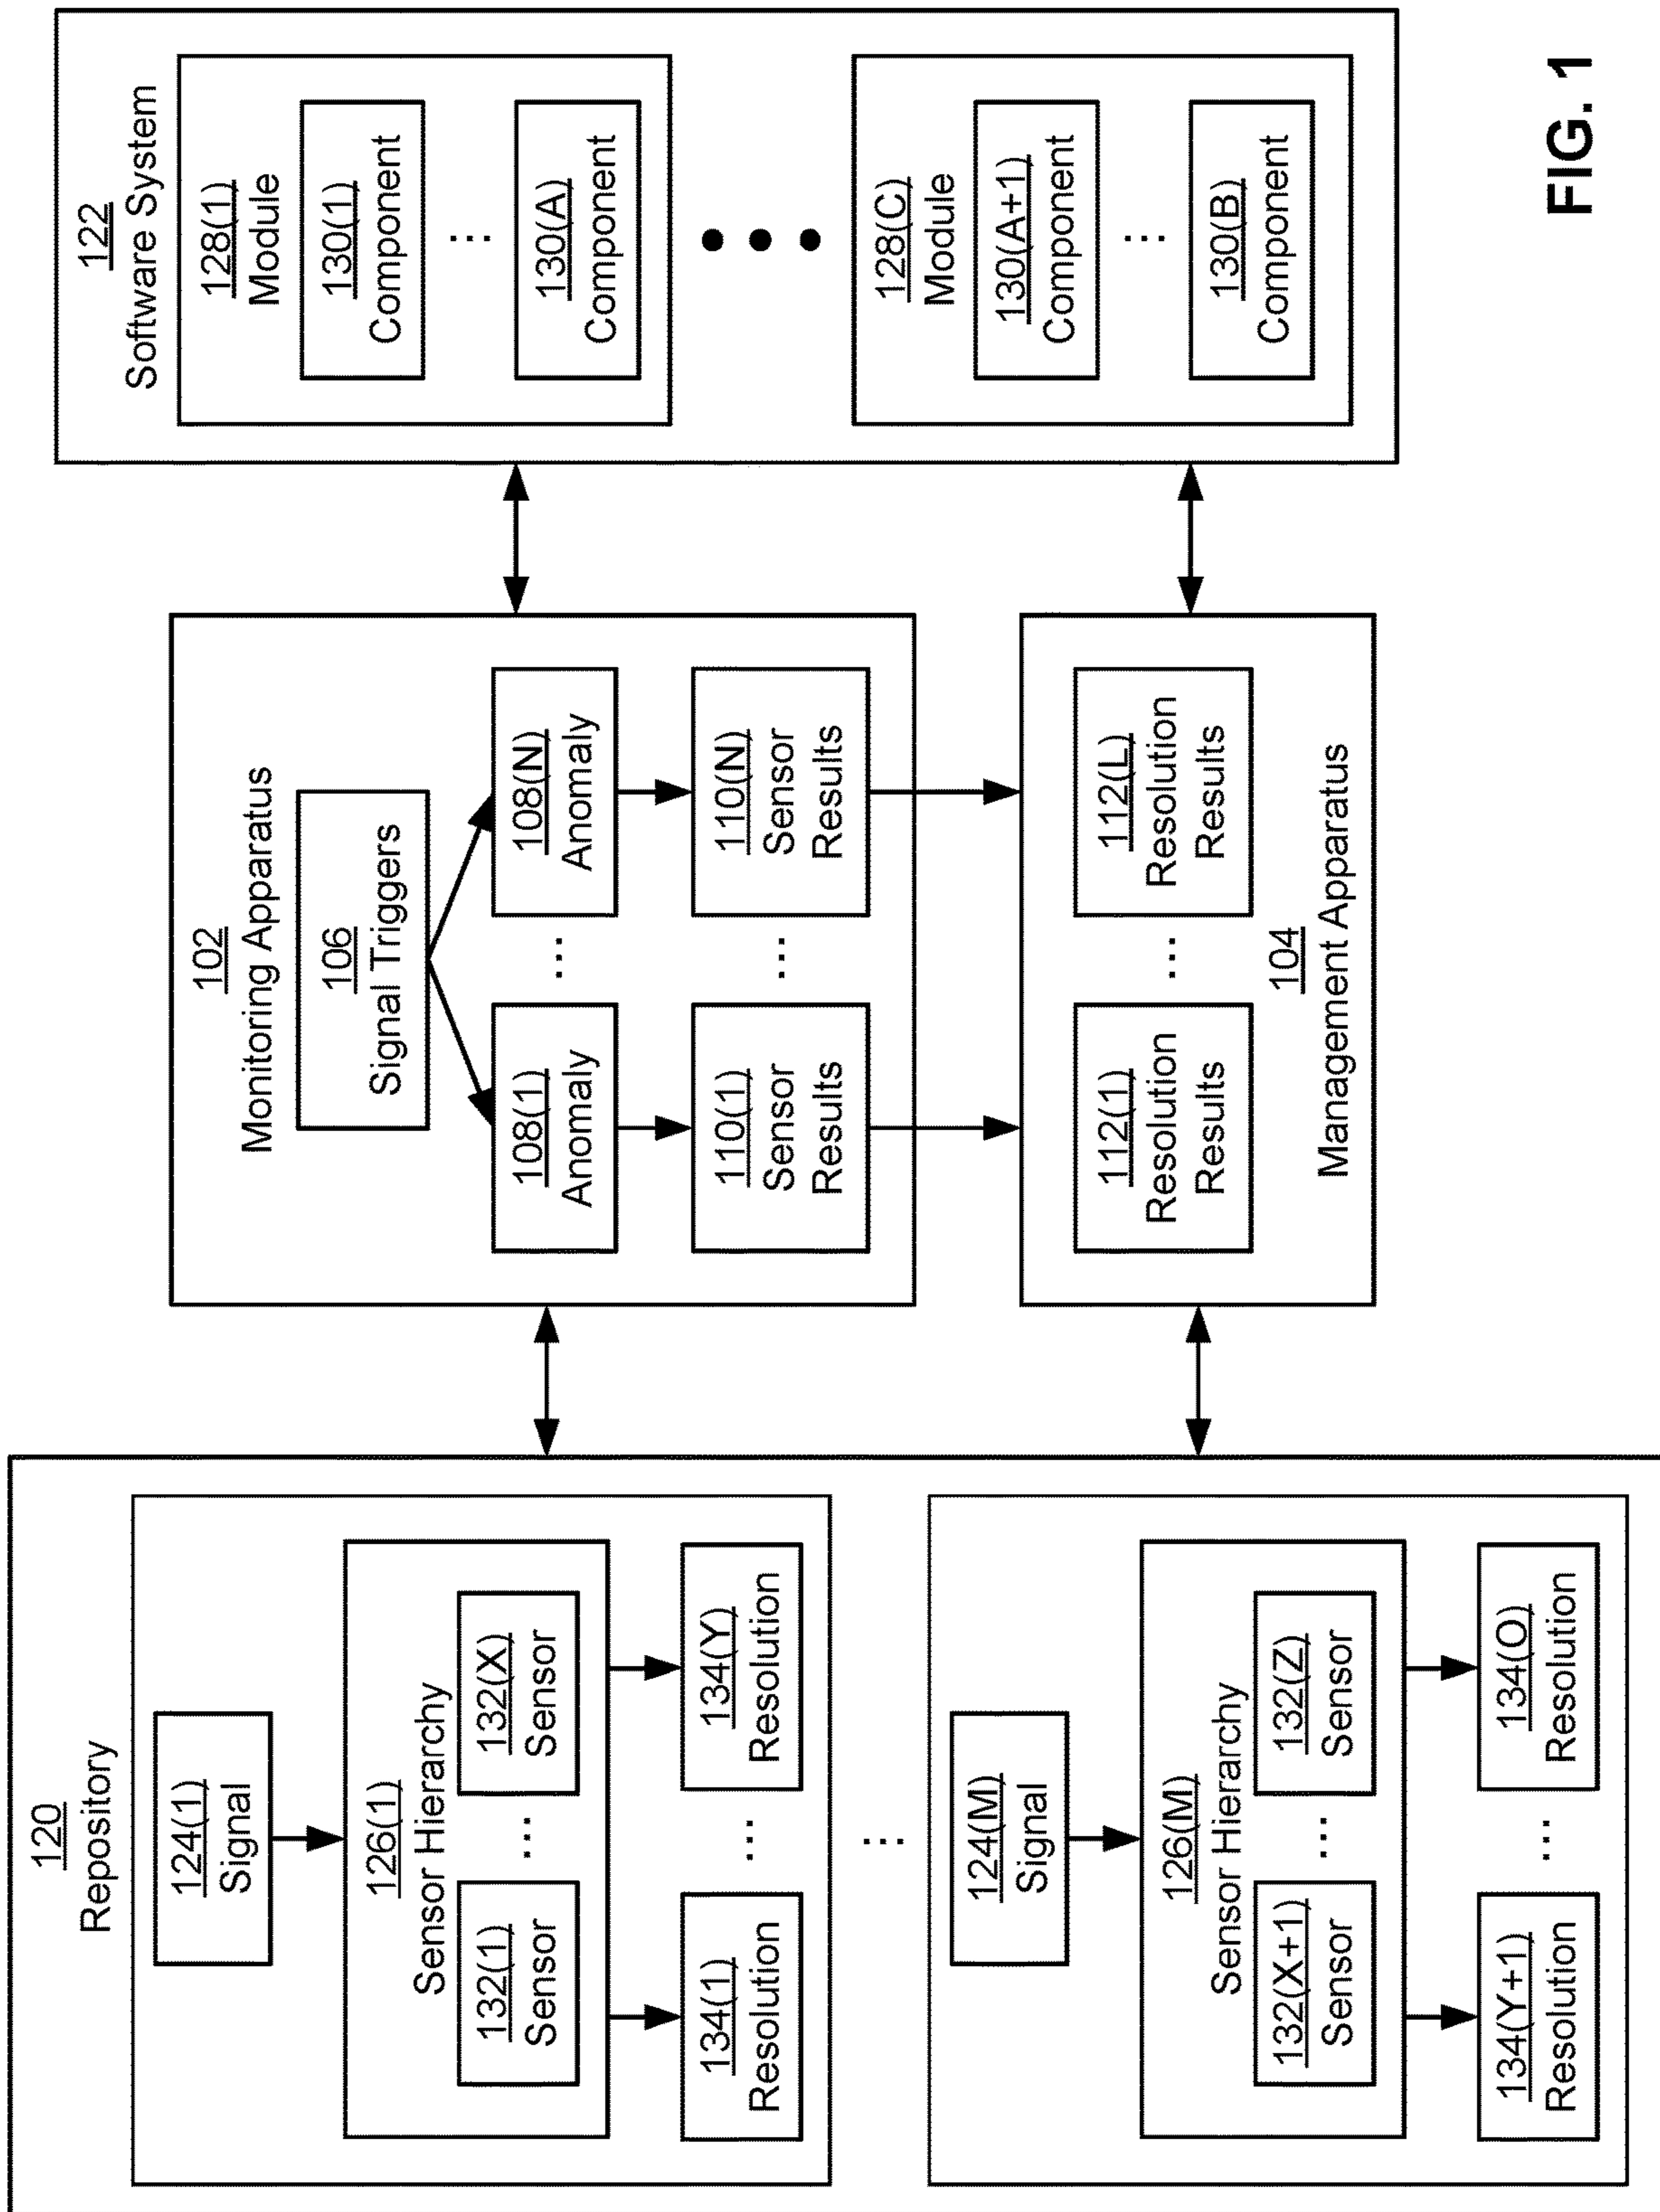 120
Repository
124(1)
Signal
126(1)
Sensor Hierarchy
132(1)
Sensor
...
132(X)
Sensor
134(1)
Resolution
...
134(Y)
Resolution
...
124(M)
Signal
126(M)
Sensor Hierarchy
132(X+1)
Sensor
...
132(Z)
Sensor
134(Y+1)
Resolution
...
134(O)
Resolution
102
Monitoring Apparatus
106
Signal Triggers
108(1)
Anomaly
...
108(N)
Anomaly
110(1)
Sensor
Results
...
110(N)
Sensor
Results
112(1)
Resolution
Results
...
112(L)
Resolution
Results
104
Management Apparatus
122
Software System
128(1)
Module
130(1)
Component
...
130(A)
Component
128(C)
Module
130(A+1)
Component
...
130(B)
Component
FIG. 1